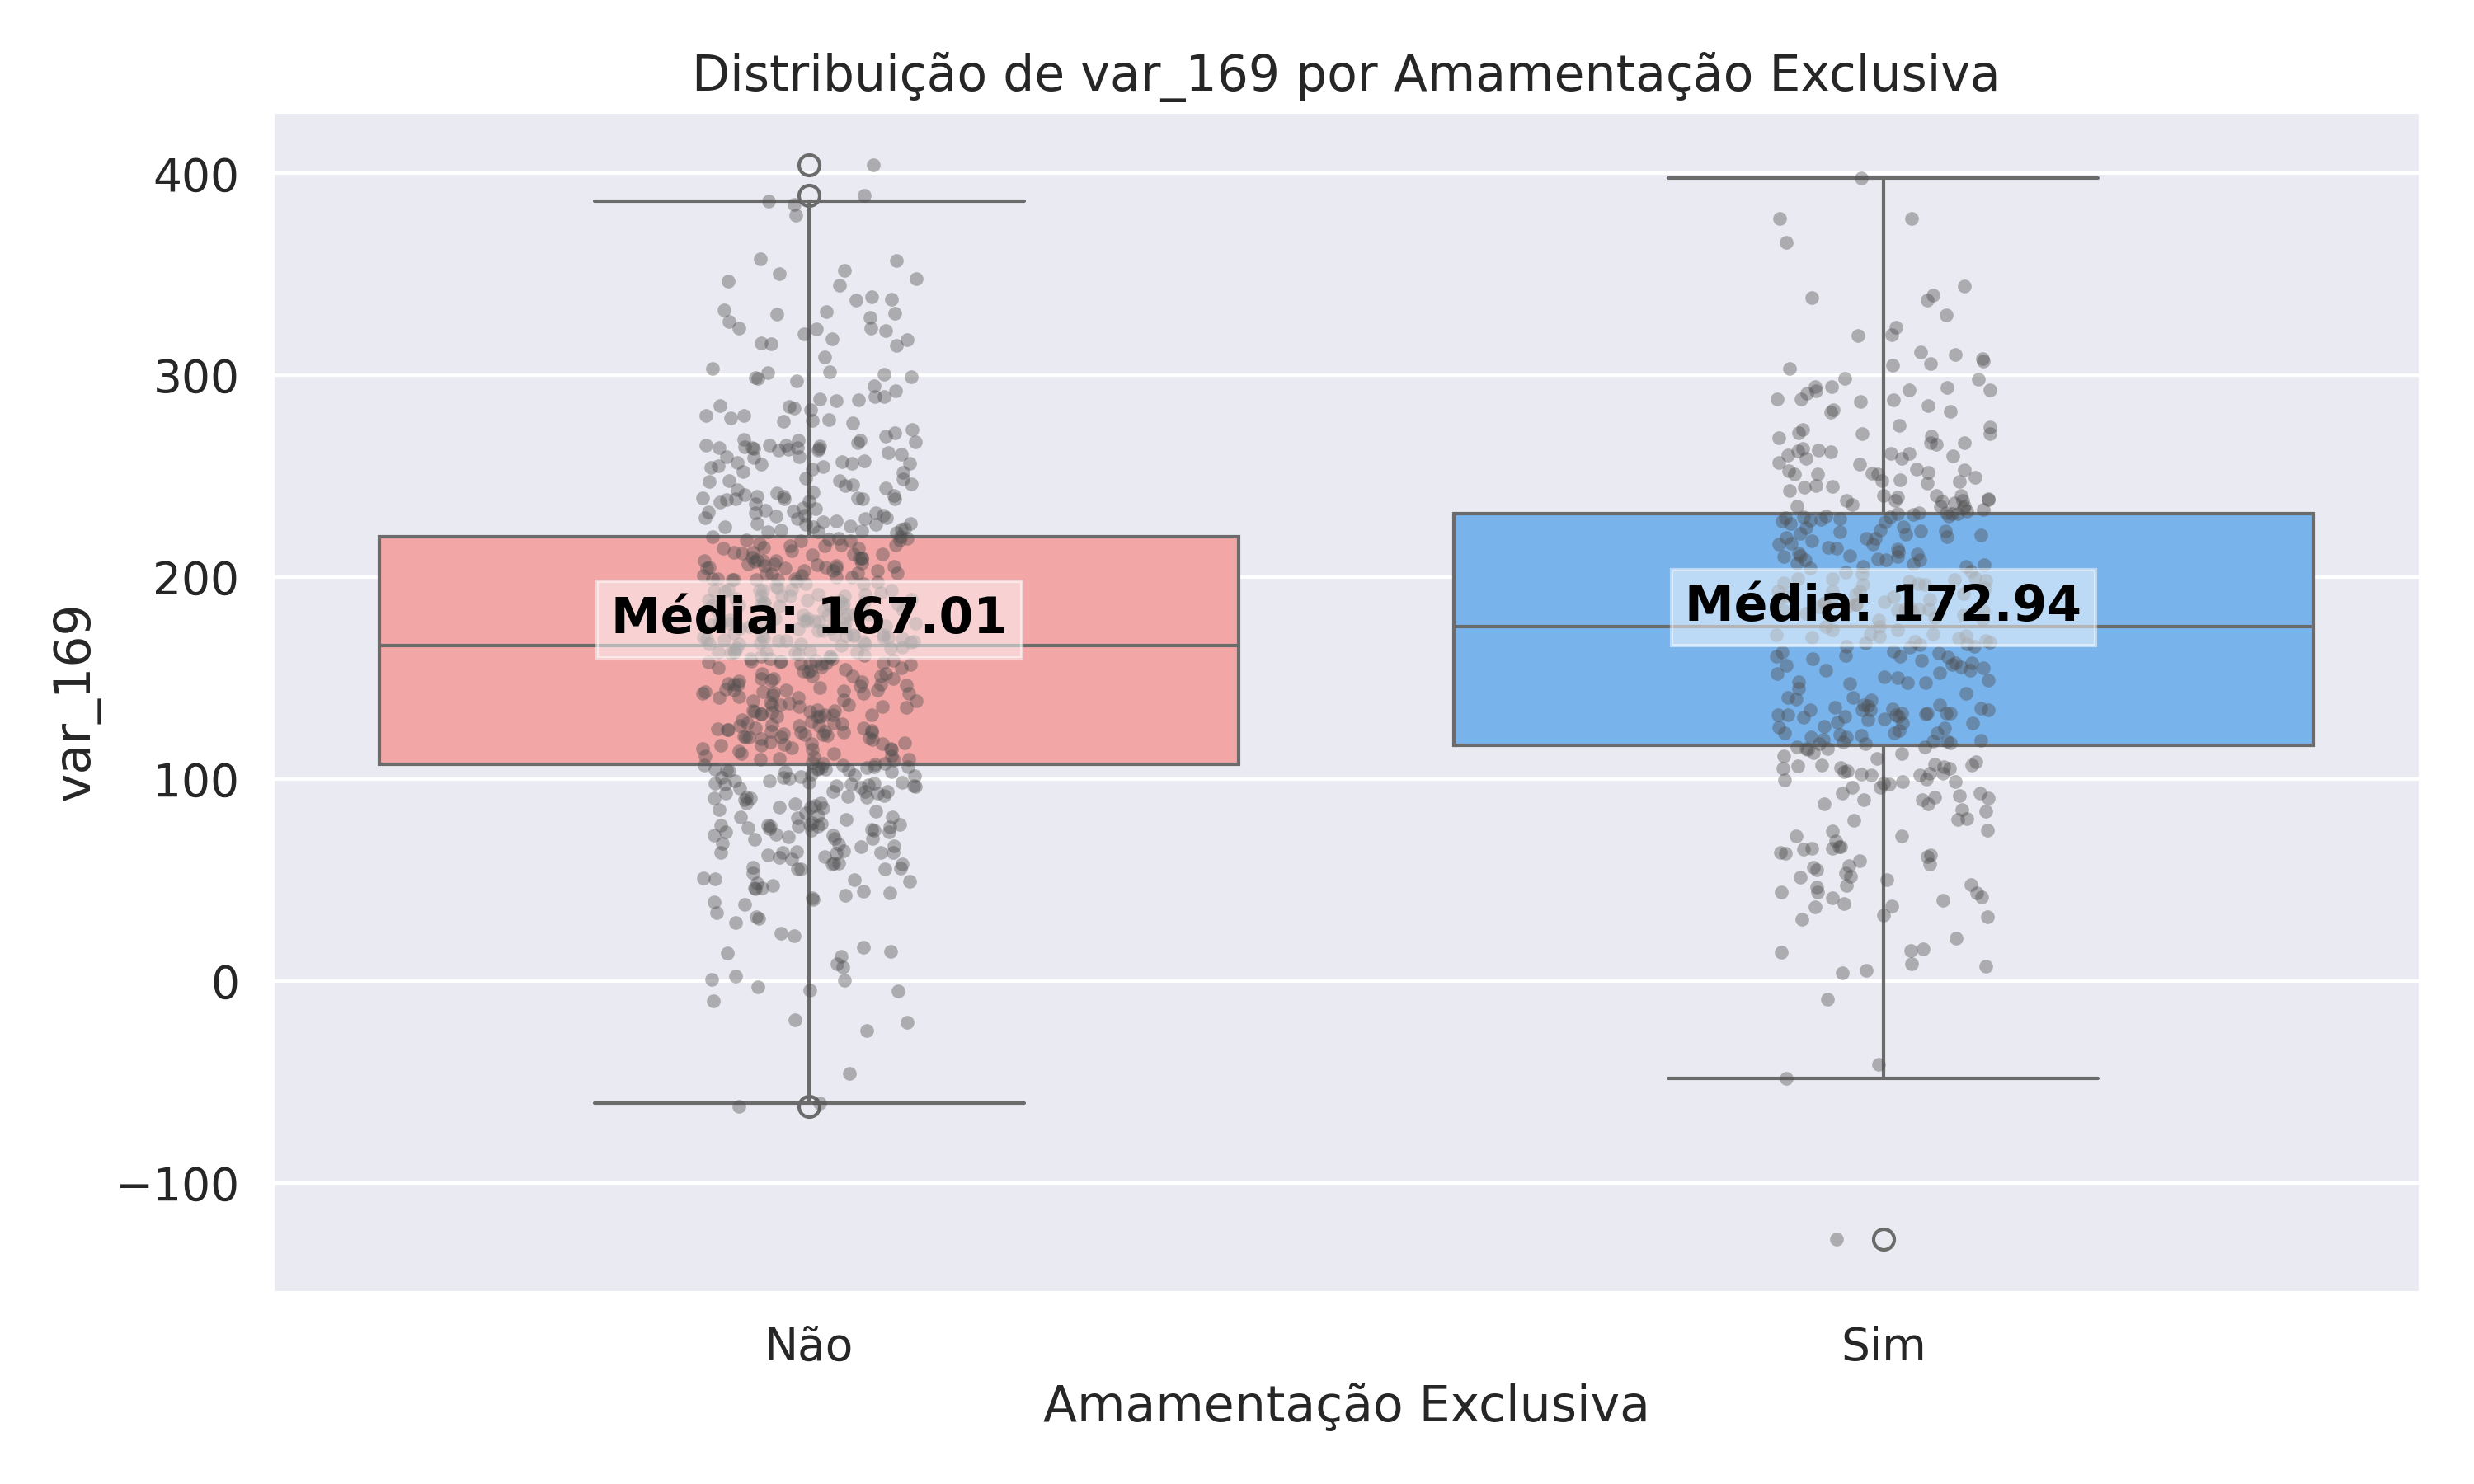 Distribuição de var_169 por Amamentação Exclusiva
400
300
200
100
0
−100
var_169
Média: 167.01
Média: 172.94
Não
Sim
Amamentação Exclusiva